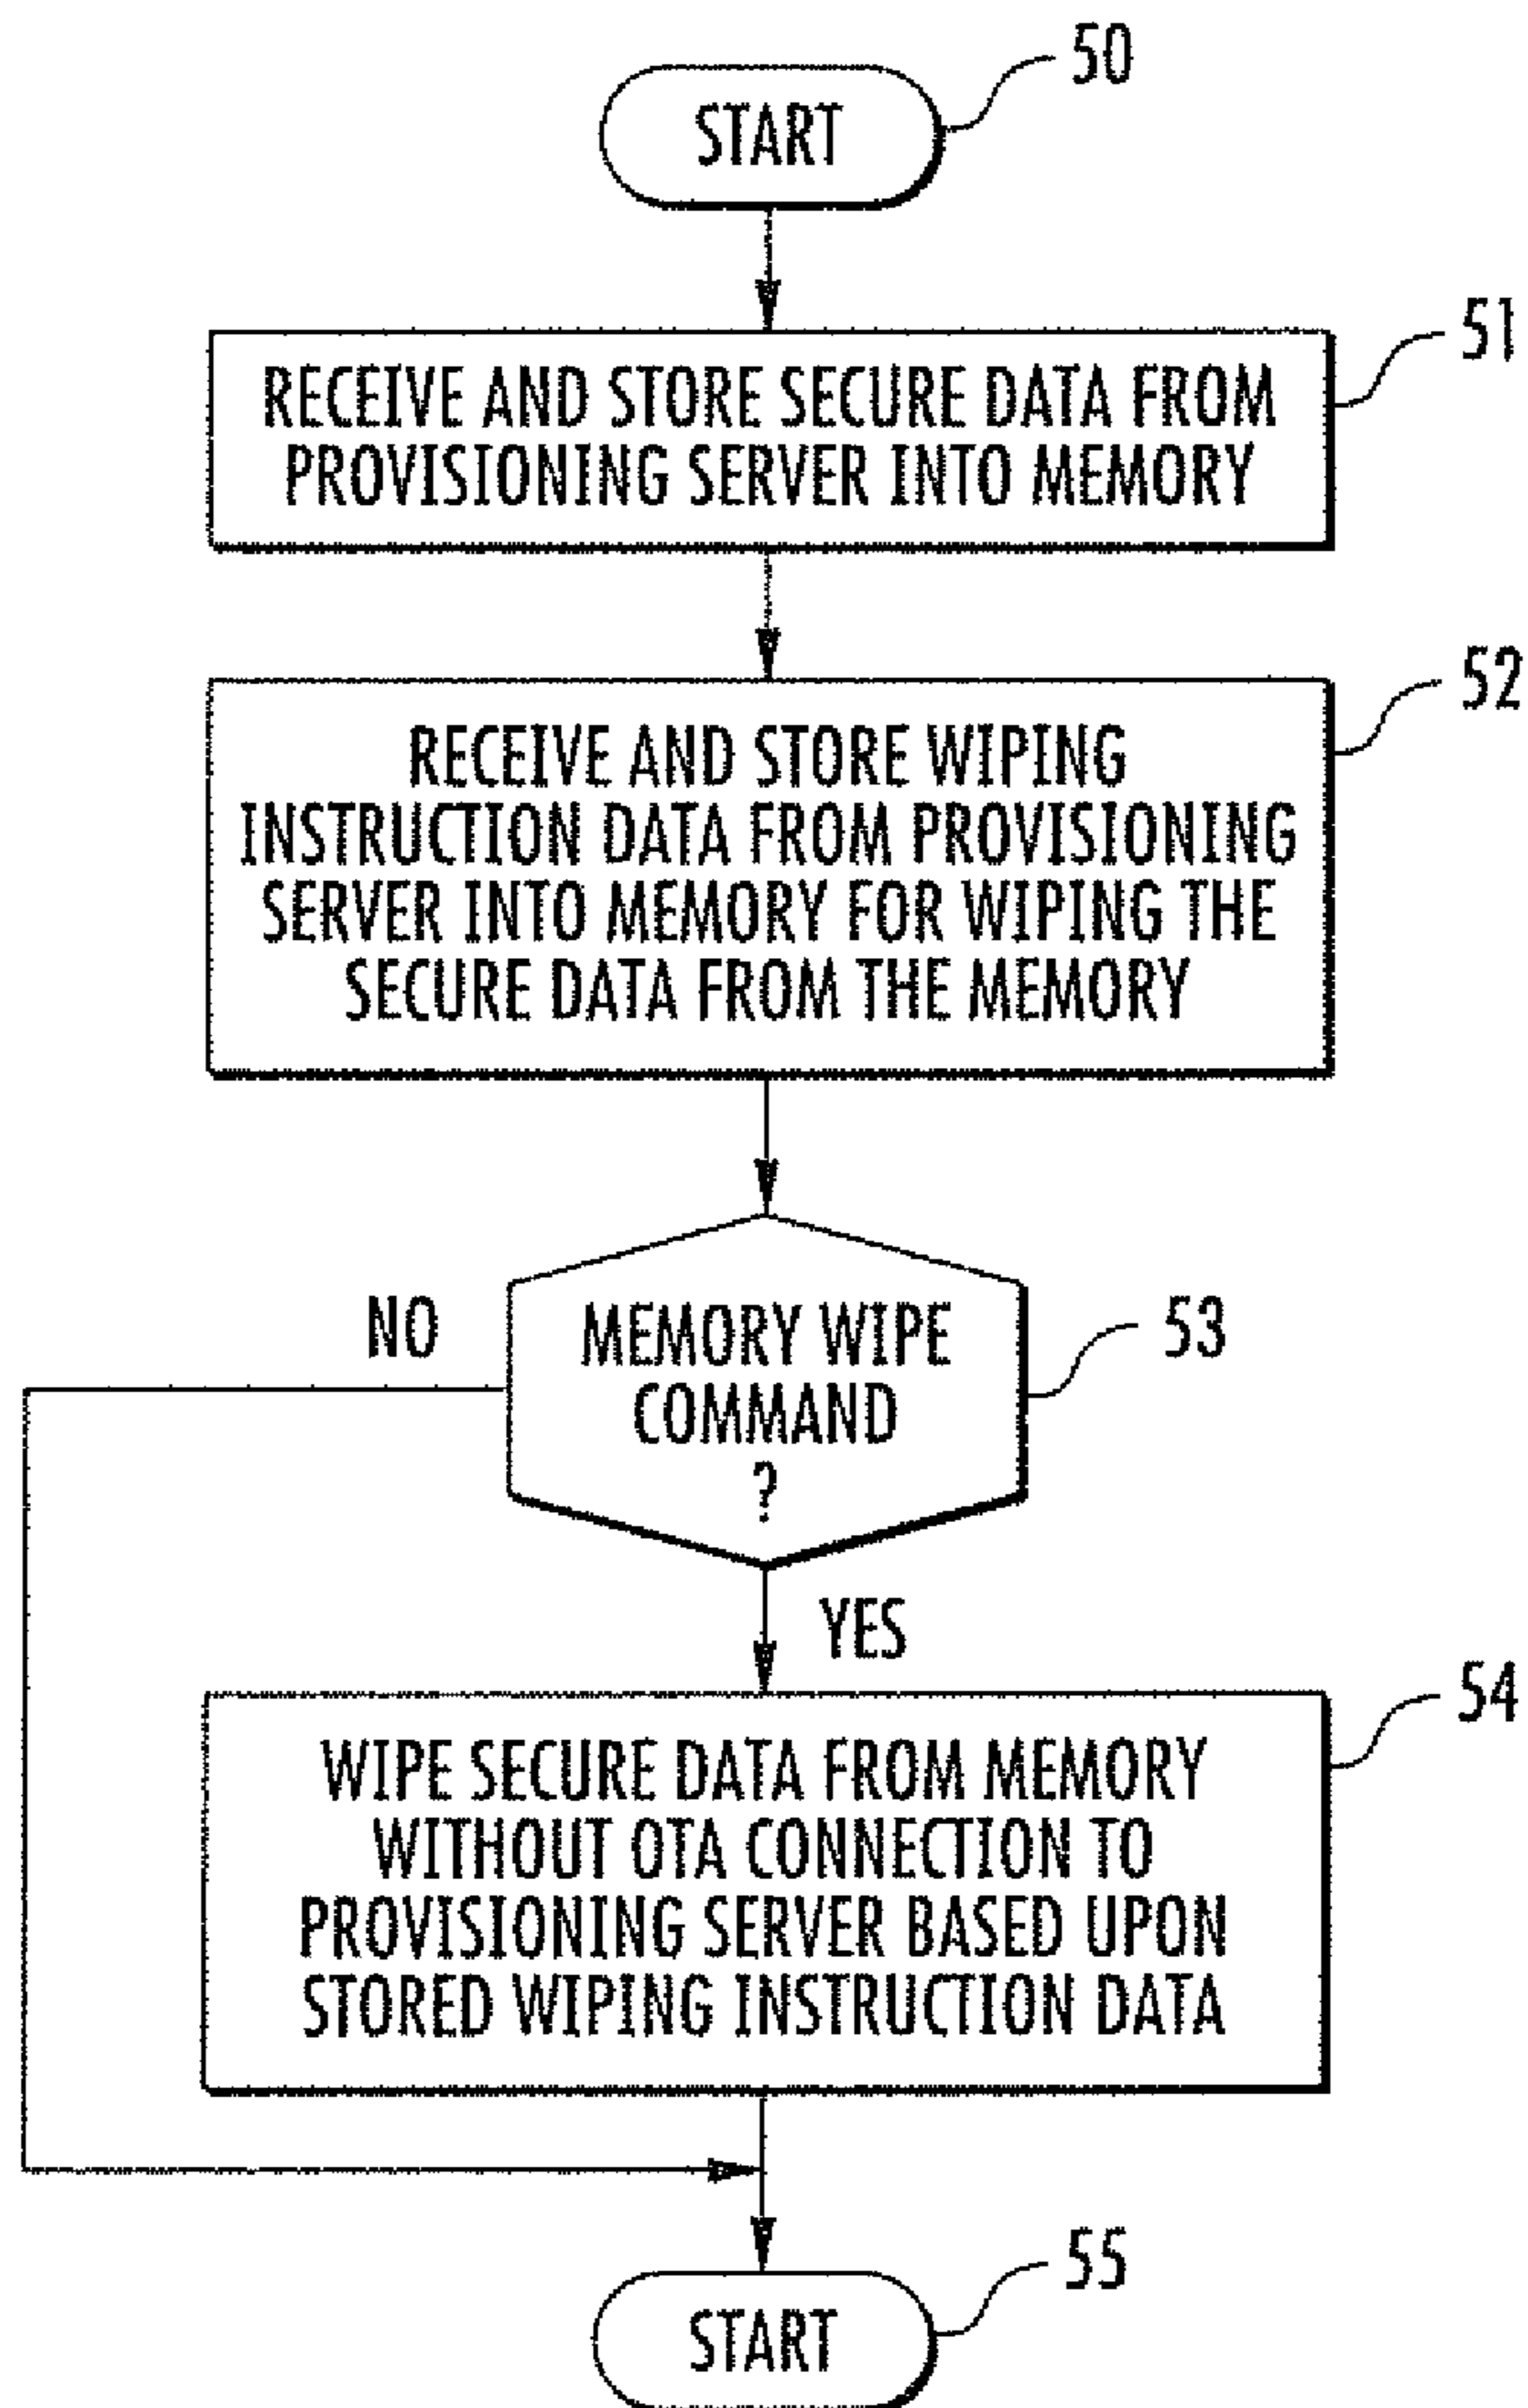 50
START
51
RECEIVE AND STORE SECURE DATA FROM
PROVISIONING SERVER INTO MEMORY
52
RECEIVE AND STORE WIPING
INSTRUCTION DATA FROM PROVISIONING
SERVER INTO MEMORY FOR WIPING THE
SECURE DATA FROM THE MEMORY
NO
MEMORY WIPE
COMMAND
?
53
YES
54
WIPE SECURE DATA FROM MEMORY
WITHOUT OTA CONNECTION TO
PROVISIONING SERVER BASED UPON
STORED WIPING INSTRUCTION DATA
55
START